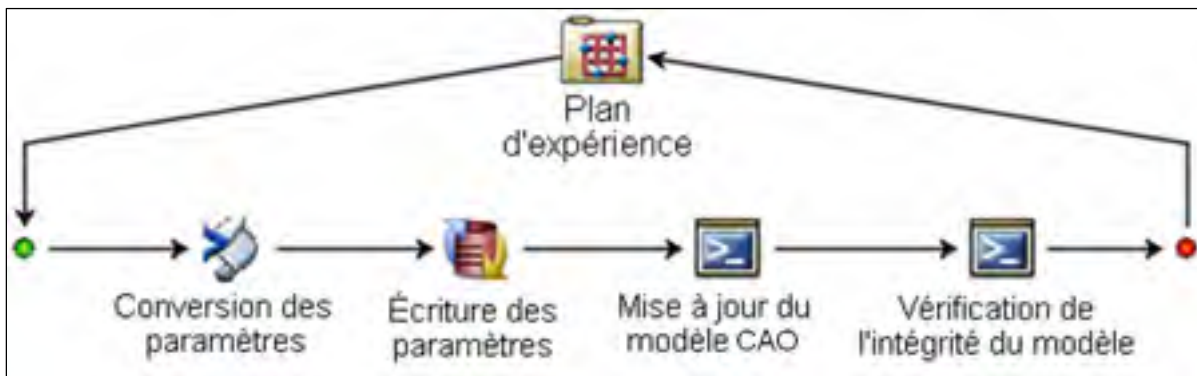 Plan
d'expérience
Conversion des
paramètres
Écriture des
paramètres
Mise à jour du
modèle CAO
Vérification de
l'intégrité du modèle